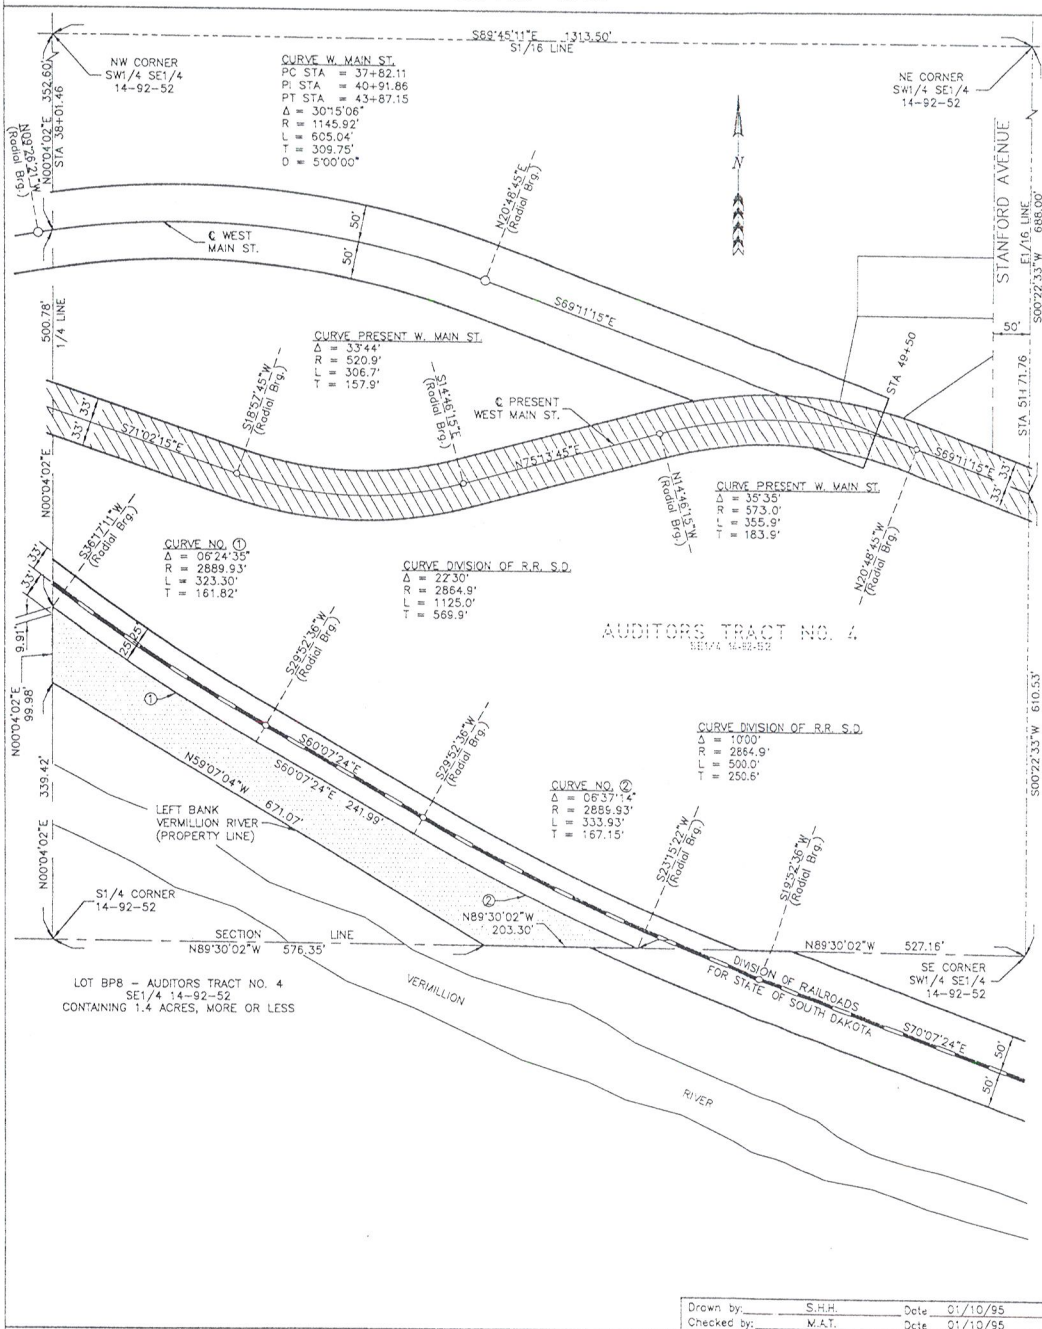 S89°45'11"E 1313.50'
S1/16 LINE
NW CORNER
SW1/4 SE1/4
14-92-52
N00°04'02"E 352.60'
STA 38+01.46
N09°26'21"W
(Radial Brg.)
CURVE W. MAIN ST.
PC STA = 37+82.11
PI STA = 40+91.86
PT STA = 43+87.15
Δ = 30°15'06"
R = 1145.92'
L = 605.04'
T = 309.75'
D = 5°00'00"
NE CORNER
SW1/4 SE1/4
14-92-52
N
STANFORD AVENUE
E1/16 LINE
S00°22'33"W 688.00'
50'
STA 51+71.76
N20°48'45"E
(Radial Brg.)
℄ WEST
MAIN ST.
50'
50'
S69°11'15"E
STA 49+50
500.78'
1/4 LINE
CURVE PRESENT W. MAIN ST.
Δ = 33°44'
R = 520.9'
L = 306.7'
T = 157.9'
S18°57'45"W
(Radial Brg.)
S14°46'15"E
(Radial Brg.)
℄ PRESENT
WEST MAIN ST.
33'
33'
S71°02'15"E
N75°13'45"E
S69°11'15"E
33'
33'
N00°04'02"E
N14°46'15"W
(Radial Brg.)
CURVE PRESENT W. MAIN ST.
Δ = 35°35'
R = 573.0'
L = 355.9'
T = 183.9'
N20°48'45"W
(Radial Brg.)
S36°17'11"W
(Radial Brg.)
33'
33'
CURVE NO. ①
Δ = 06°24'35"
R = 2889.93'
L = 323.30'
T = 161.82'
CURVE DIVISION OF R.R. S.D.
Δ = 22°30'
R = 2864.9'
L = 1125.0'
T = 569.9'
AUDITORS TRACT NO. 4
SE1/4 14-92-52
9.91'
25'
25'
S29°52'36"W
(Radial Brg.)
①
N00°04'02"E
99.98'
S60°07'24"E
S60°07'24"E 241.99'
S29°52'36"W
(Radial Brg.)
S00°22'33"W 610.53'
CURVE DIVISION OF R.R. S.D.
Δ = 10°00'
R = 2864.9'
L = 500.0'
T = 250.6'
N59°07'04"W 671.07'
339.42'
N00°04'02"E
LEFT BANK
VERMILLION RIVER
(PROPERTY LINE)
CURVE NO. ②
Δ = 06°37'14"
R = 2889.93'
L = 333.93'
T = 167.15'
S23°15'22"W
(Radial Brg.)
S19°52'36"W
(Radial Brg.)
②
S1/4 CORNER
14-92-52
N89°30'02"W
203.30'
SECTION LINE
N89°30'02"W 576.35'
N89°30'02"W 527.16'
SE CORNER
SW1/4 SE1/4
14-92-52
LOT BP8 - AUDITORS TRACT NO. 4
SE1/4 14-92-52
CONTAINING 1.4 ACRES, MORE OR LESS
VERMILLION
RIVER
DIVISION OF RAILROADS
FOR STATE OF SOUTH DAKOTA
S70°07'24"E
50'
50'
Drawn by: S.H.H. Date 01/10/95
Checked by: M.A.T. Date 01/10/95